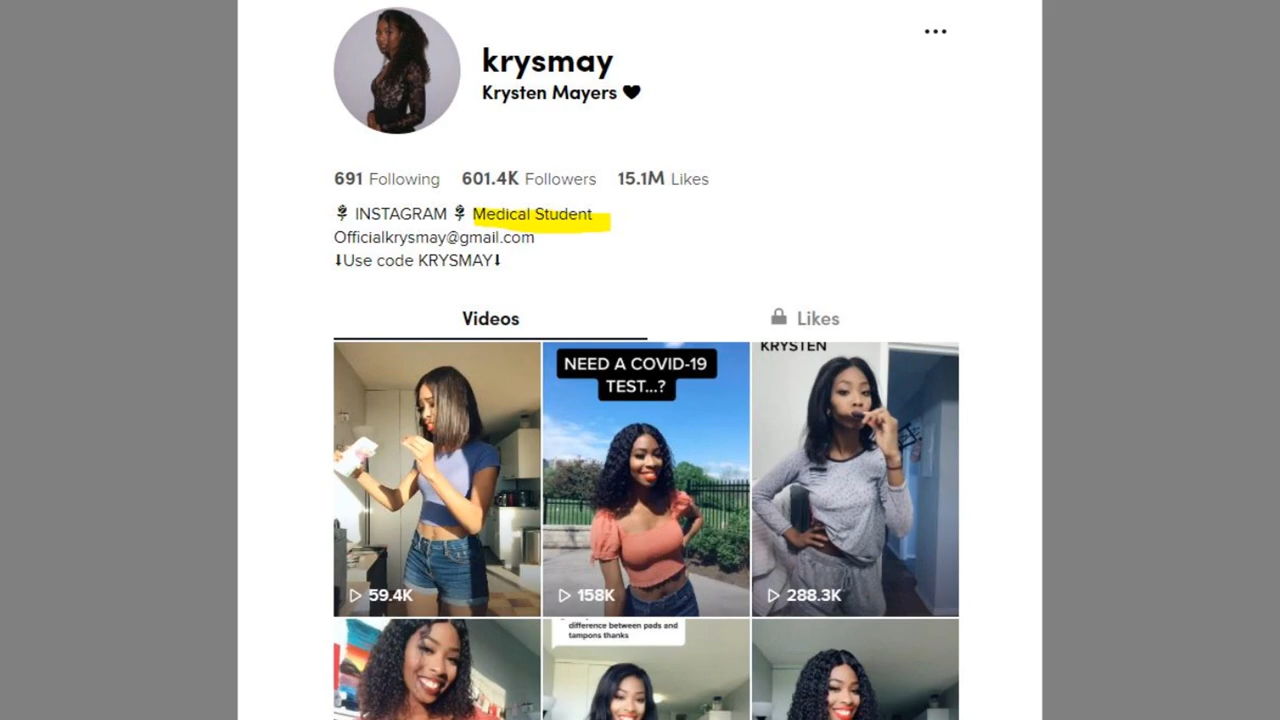 krysmay
Krysten Mayers
691 Following 601.4K Followers 15.1M Likes
INSTAGRAM Medical Student
Officialkrysmay@gmail.com
⬇Use code KRYSMAY⬇
Videos Likes
NEED A COVID-19
TEST...?
KRYSTEN
59.4K
158K
288.3K
difference between pads and
tampons thanks